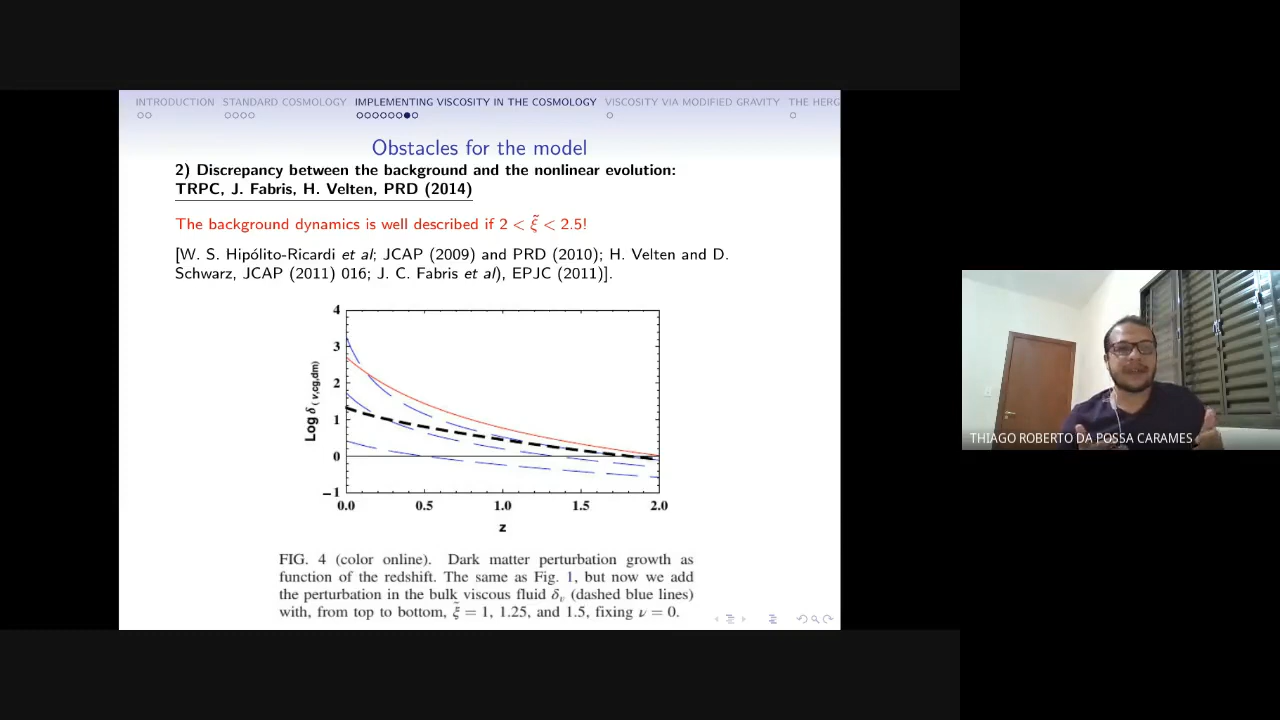 INTRODUCTION STANDARD COSMOLOGY IMPLEMENTING VISCOSITY IN THE COSMOLOGY VISCOSITY VIA MODIFIED GRAVITY THE HERG
Obstacles for the model
2) Discrepancy between the background and the nonlinear evolution:
TRPC, J. Fabris, H. Velten, PRD (2014)
The background dynamics is well described if 2 < ξ̃ < 2.5!
[W. S. Hipólito-Ricardi et al; JCAP (2009) and PRD (2010); H. Velten and D.
Schwarz, JCAP (2011) 016; J. C. Fabris et al), EPJC (2011)].
4
3
2
1
0
−1
Log δ (v,cg,dm)
0.0 0.5 1.0 1.5 2.0
z
FIG. 4 (color online). Dark matter perturbation growth as
function of the redshift. The same as Fig. 1, but now we add
the perturbation in the bulk viscous fluid δv (dashed blue lines)
with, from top to bottom, ξ̃ = 1, 1.25, and 1.5, fixing ν = 0.
THIAGO ROBERTO DA POSSA CARAMES